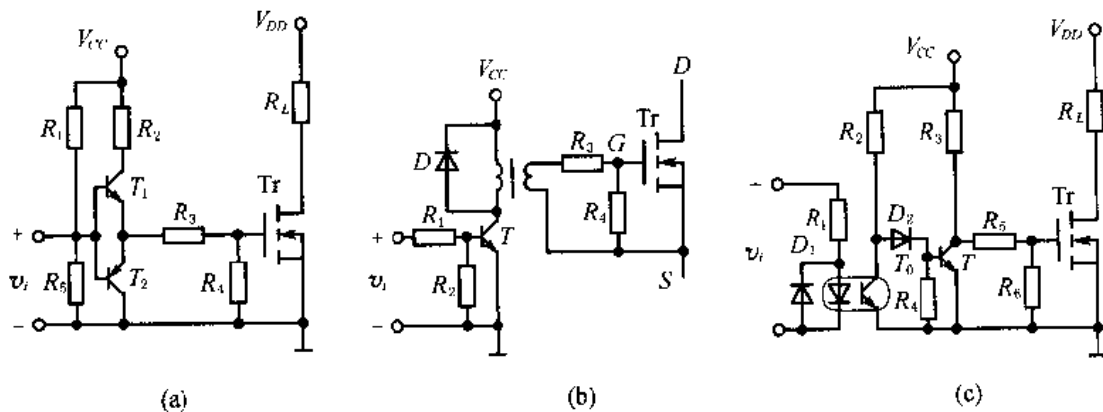 V_CC
V_DD
R_1
R_2
R_L
T_1
Tr
+
R_3
v_i
R_5
T_2
R_4
−
(a)
V_CC
D
D
Tr
R_3
G
+
R_1
T
R_4
v_i
R_2
S
−
(b)
V_CC
V_DD
R_2
R_3
R_L
R_1
D_2
Tr
R_5
D_1
v_i
T_0
T
R_4
R_6
(c)